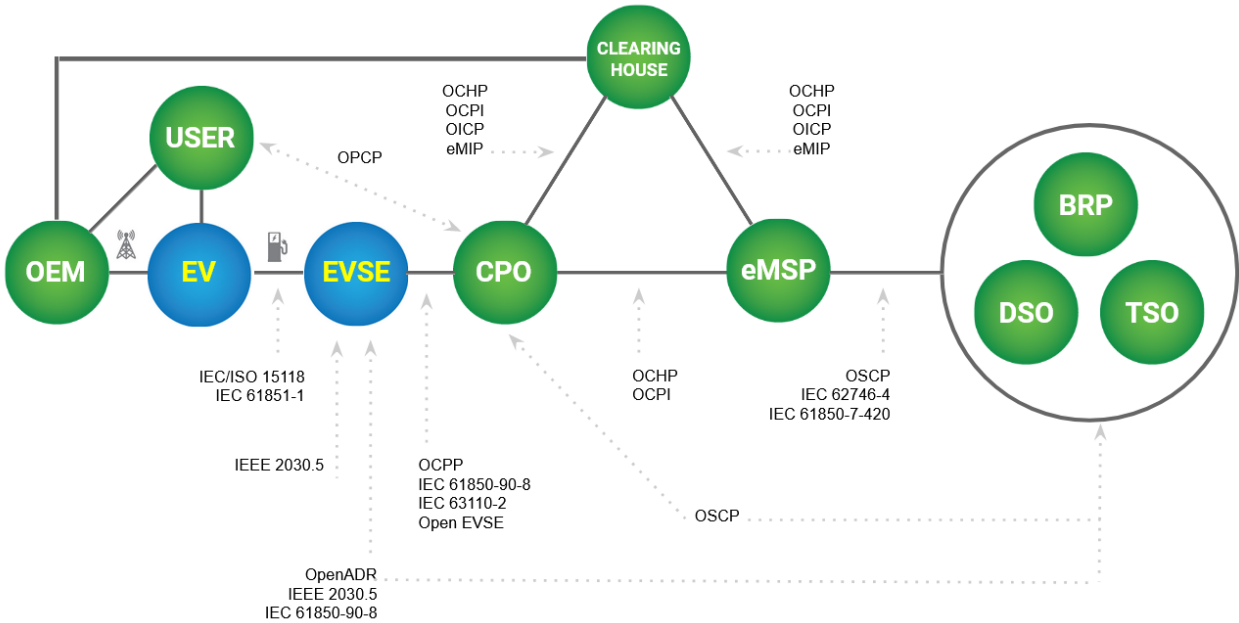 CLEARING
HOUSE
OCHP
OCPI
OICP
eMIP
OCHP
OCPI
OICP
eMIP
USER
OPCP
BRP
OEM
EV
EVSE
CPO
eMSP
DSO
TSO
IEC/ISO 15118
IEC 61851-1
OCHP
OCPI
OSCP
IEC 62746-4
IEC 61850-7-420
IEEE 2030.5
OCPP
IEC 61850-90-8
IEC 63110-2
Open EVSE
OSCP
OpenADR
IEEE 2030.5
IEC 61850-90-8